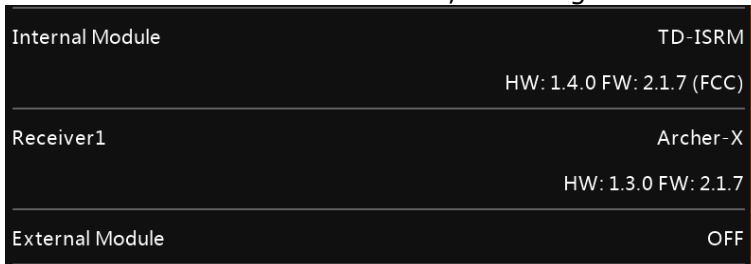 Internal Module TD-ISRM
HW: 1.4.0 FW: 2.1.7 (FCC)
Receiver1 Archer-X
HW: 1.3.0 FW: 2.1.7
External Module OFF